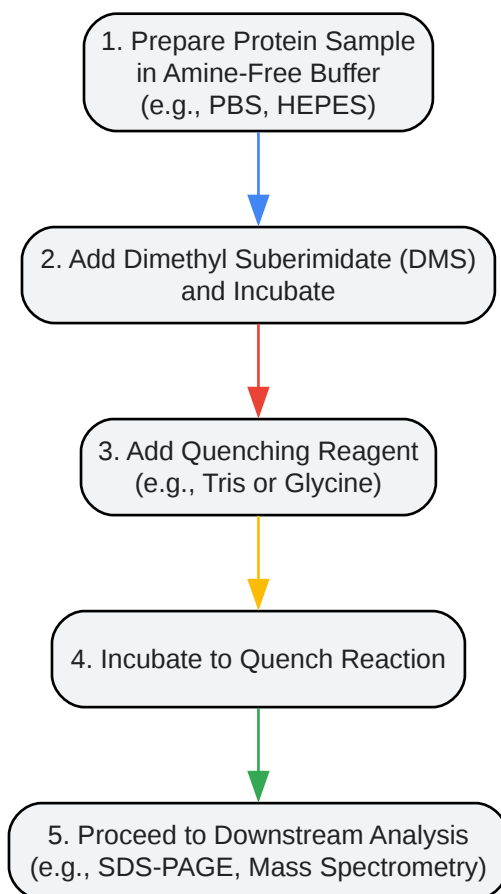 1. Prepare Protein Sample
in Amine-Free Buffer
(e.g., PBS, HEPES)
2. Add Dimethyl Suberimidate (DMS)
and Incubate
3. Add Quenching Reagent
(e.g., Tris or Glycine)
4. Incubate to Quench Reaction
5. Proceed to Downstream Analysis
(e.g., SDS-PAGE, Mass Spectrometry)